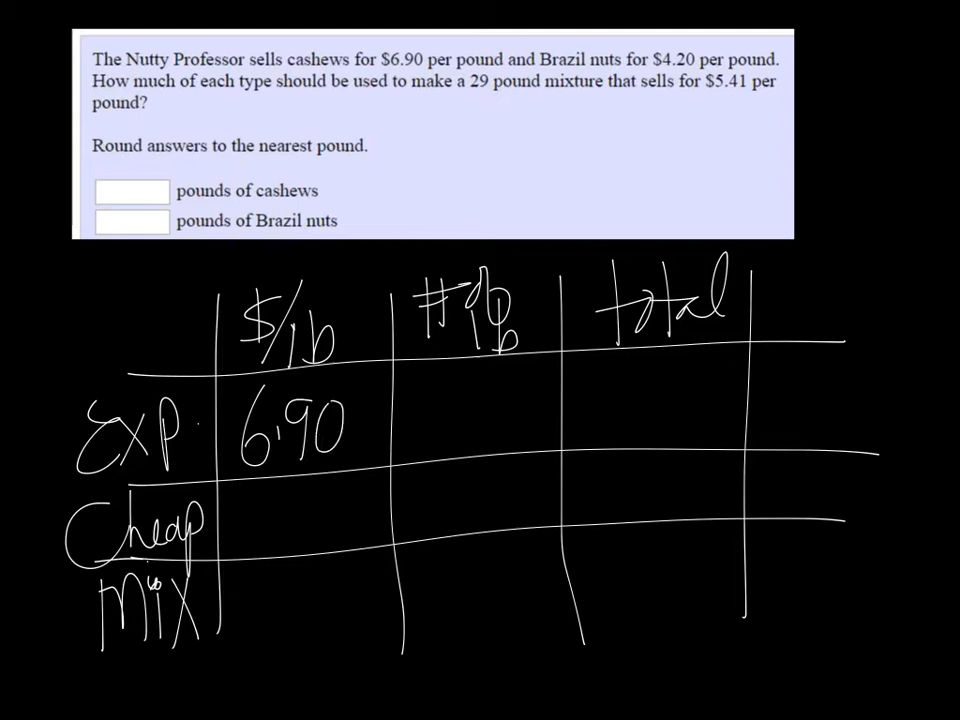 The Nutty Professor sells cashews for $6.90 per pound and Brazil nuts for $4.20 per pound.
How much of each type should be used to make a 29 pound mixture that sells for $5.41 per
pound?
Round answers to the nearest pound.
pounds of cashews
pounds of Brazil nuts
$/lb # of lb total
Exp 6.90
Cheap
Mix